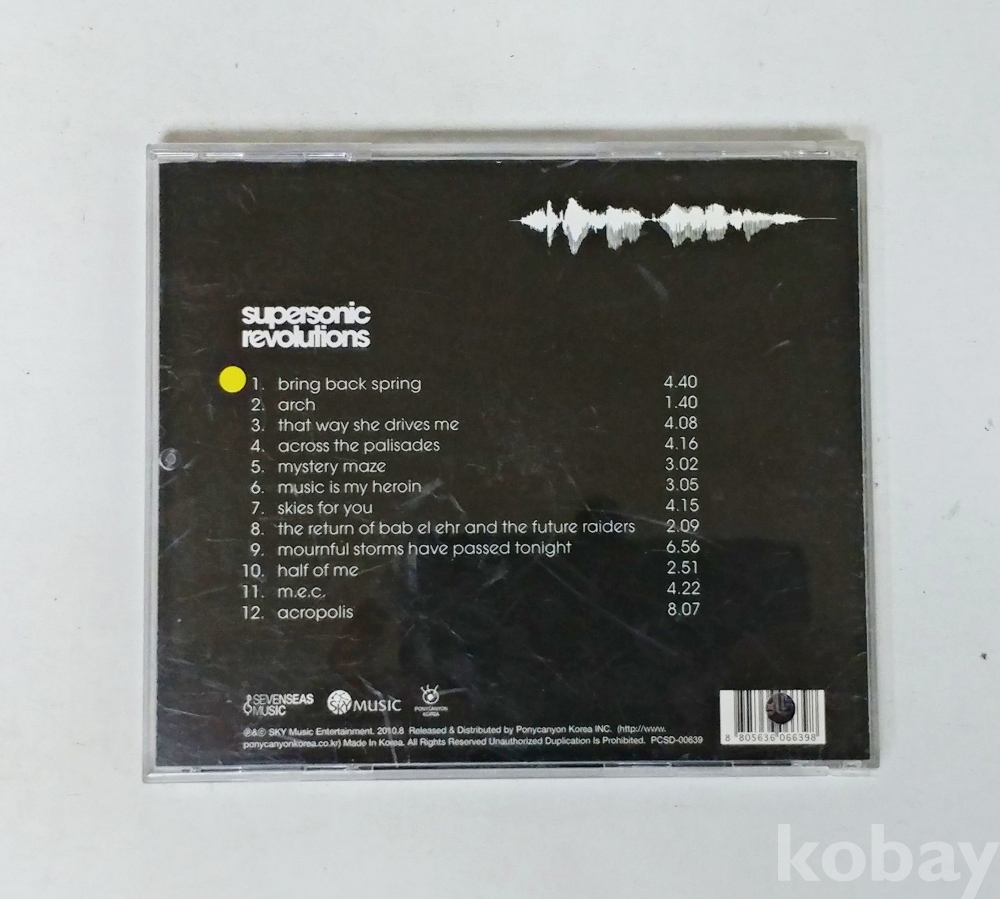 supersonic
revolutions
1. bring back spring 4.40
2. arch 1.40
3. that way she drives me 4.08
4. across the palisades 4.16
5. mystery maze 3.02
6. music is my heroin 3.05
7. skies for you 4.15
8. the return of bab el ehr and the future raiders 2.09
9. mournful storms have passed tonight 6.56
10. half of me 2.51
11. m.e.c. 4.22
12. acropolis 8.07
SEVENSEAS
MUSIC
SKY MUSIC
PONYCANYON
KOREA
℗&© SKY Music Entertainment. 2010.8 Released & Distributed by Ponycanyon Korea INC. (http://www.
ponycanyonkorea.co.kr) Made In Korea. All Rights Reserved Unauthorized Duplication Is Prohibited. PCSD-00639
8 805636 066398
kobay